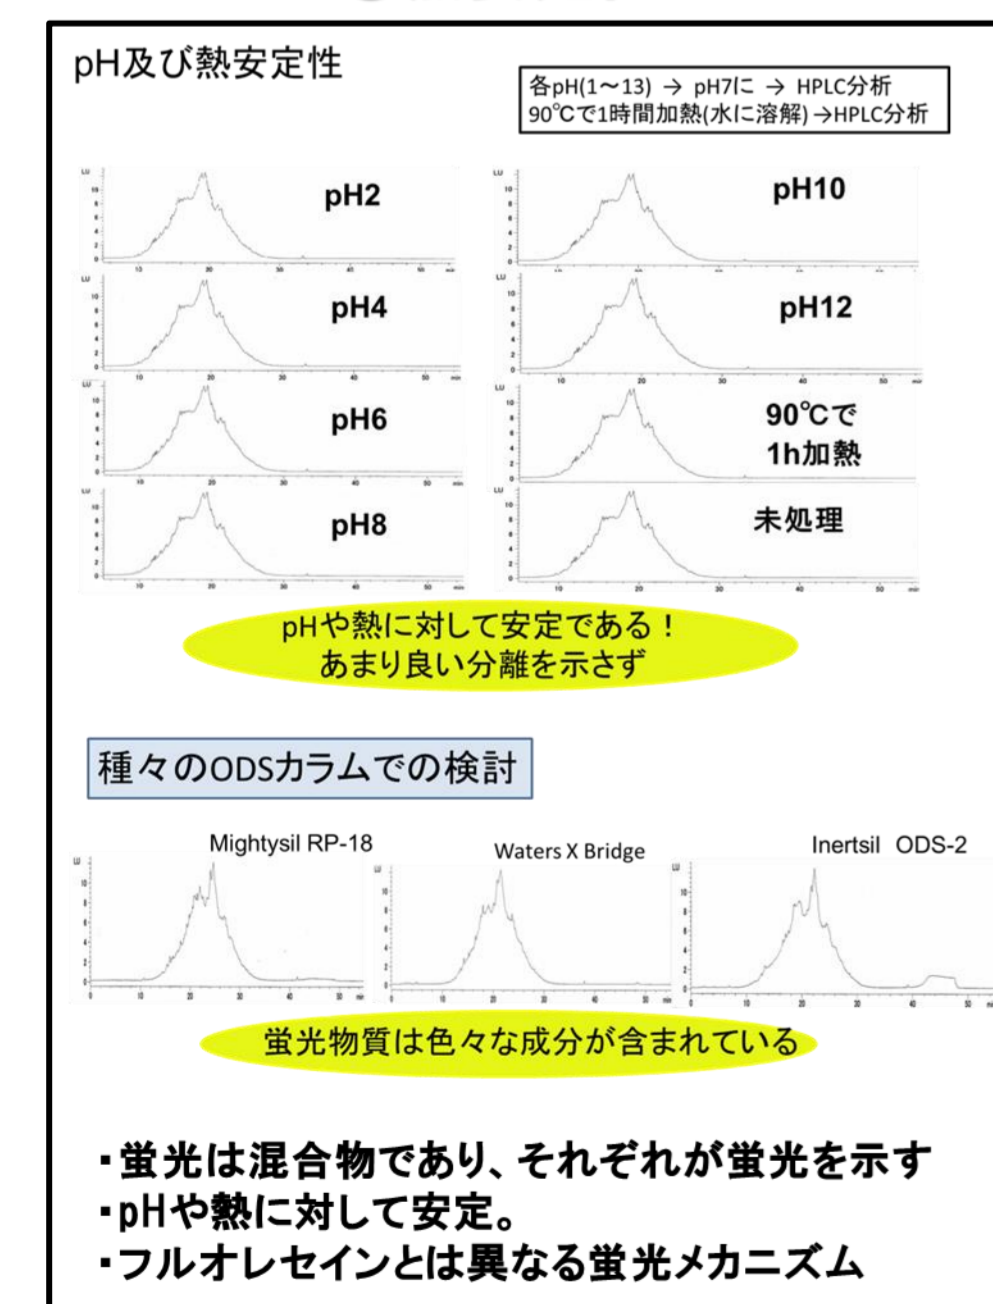 pH及び熱安定性
各pH(1～13) → pH7に → HPLC分析
90℃で1時間加熱(水に溶解)→HPLC分析
pH2
pH10
pH4
pH12
pH6
90℃で
1h加熱
pH8
未処理
pHや熱に対して安定である！
あまり良い分離を示さず
種々のODSカラムでの検討
Mightysil RP-18
Waters X Bridge
Inertsil ODS-2
蛍光物質は色々な成分が含まれている
・蛍光は混合物であり、それぞれが蛍光を示す
・pHや熱に対して安定。
・フルオレセインとは異なる蛍光メカニズム